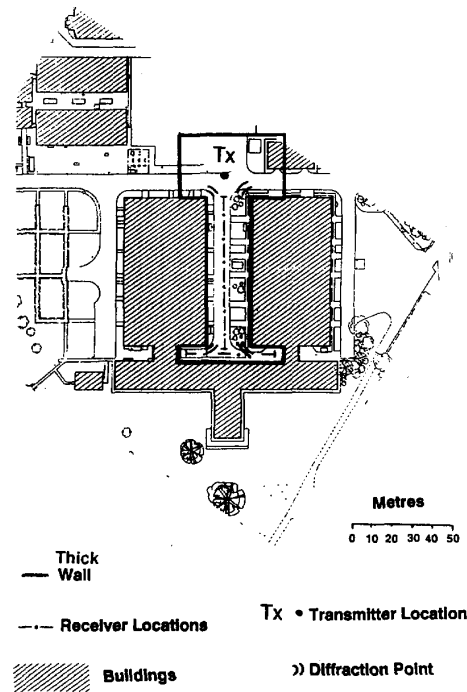 Tx
Metres
0 10 20 30 40 50
Thick
Wall
Tx • Transmitter Location
Receiver Locations
Buildings
)) Diffraction Point